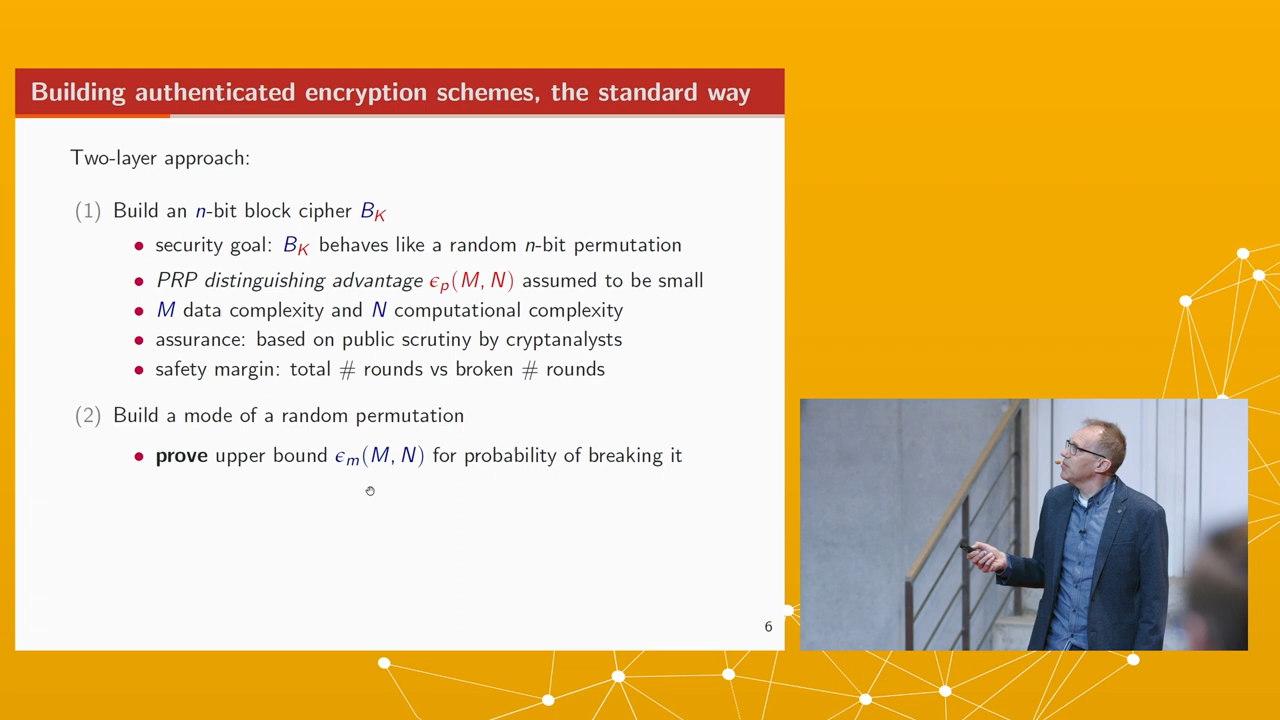 Building authenticated encryption schemes, the standard way
Two-layer approach:
(1) Build an n-bit block cipher B_K
• security goal: B_K behaves like a random n-bit permutation
• PRP distinguishing advantage ϵ_p(M, N) assumed to be small
• M data complexity and N computational complexity
• assurance: based on public scrutiny by cryptanalysts
• safety margin: total # rounds vs broken # rounds
(2) Build a mode of a random permutation
• prove upper bound ϵ_m(M, N) for probability of breaking it
6